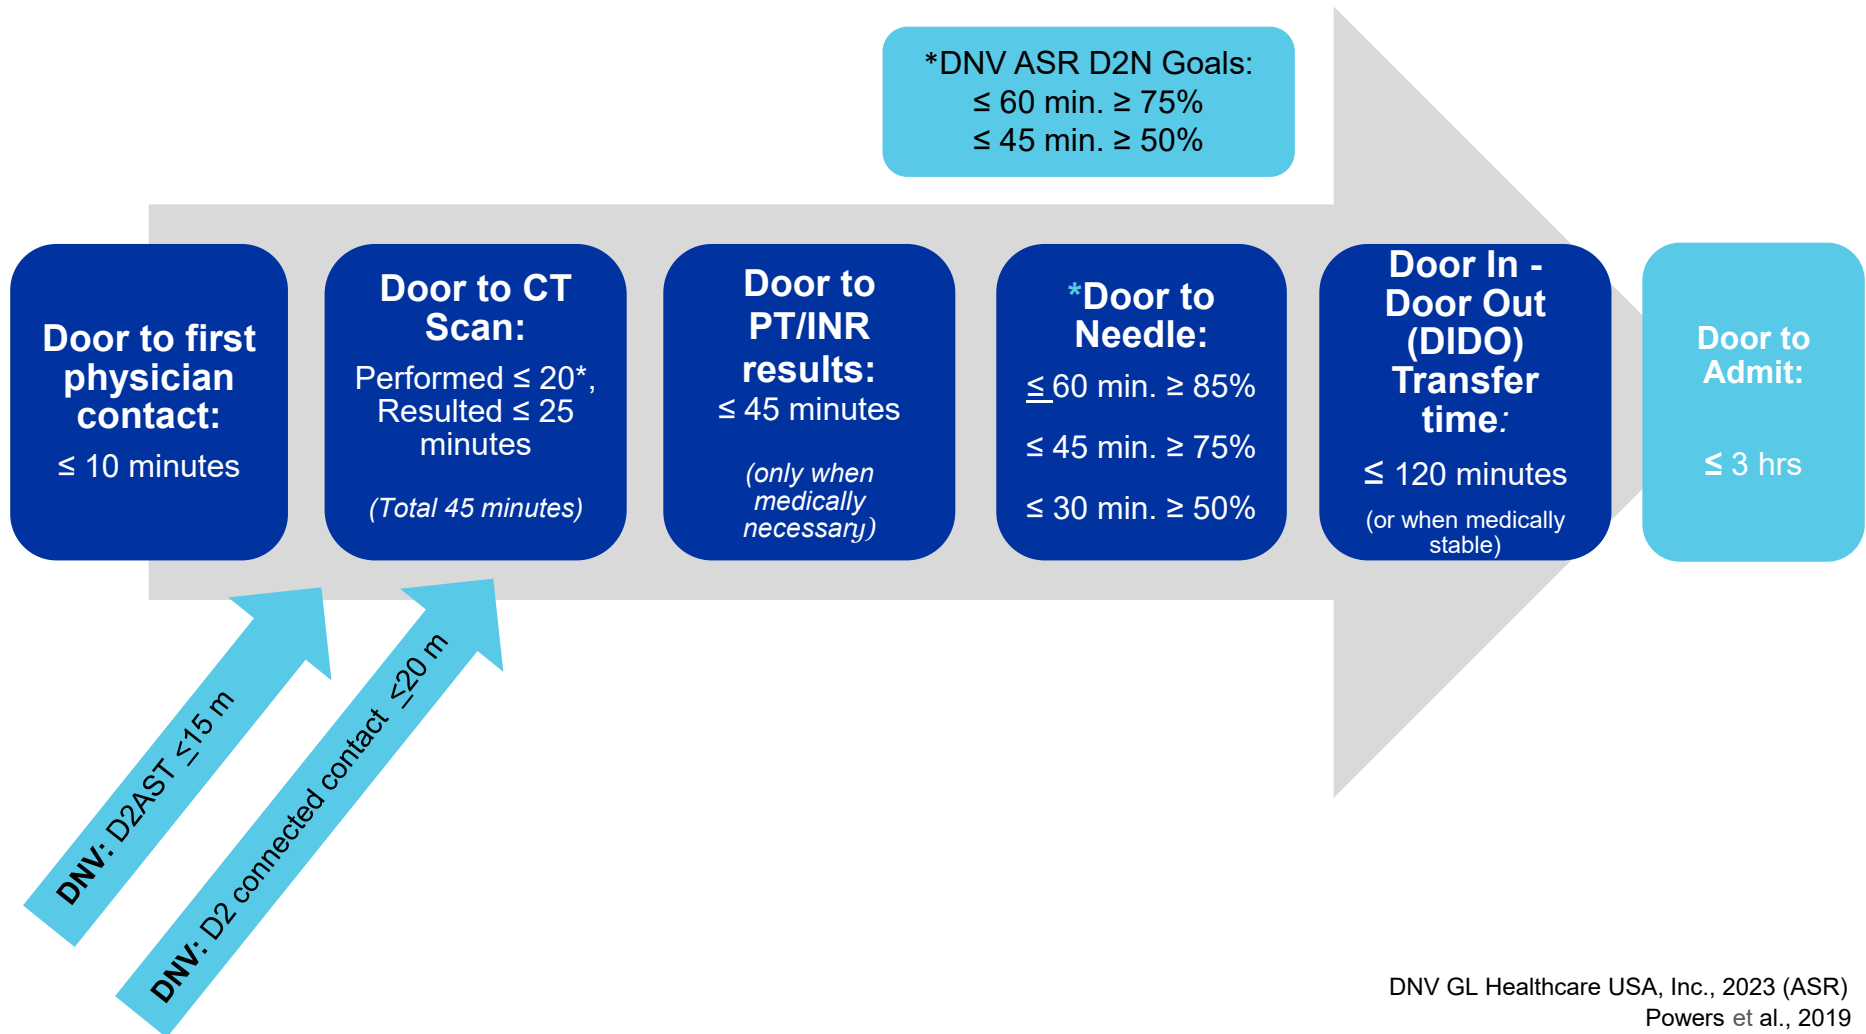 *DNV ASR D2N Goals:
≤ 60 min. ≥ 75%
≤ 45 min. ≥ 50%
Door to first
physician
contact:
≤ 10 minutes
Door to CT
Scan:
Performed ≤ 20*,
Resulted ≤ 25
minutes
(Total 45 minutes)
Door to
PT/INR
results:
≤ 45 minutes
(only when
medically
necessary)
*Door to
Needle:
≤ 60 min. ≥ 85%
≤ 45 min. ≥ 75%
≤ 30 min. ≥ 50%
Door In -
Door Out
(DIDO)
Transfer
time:
≤ 120 minutes
(or when medically
stable)
Door to
Admit:
≤ 3 hrs
DNV: D2AST ≤15 m
DNV: D2 connected contact ≤20 m
DNV GL Healthcare USA, Inc., 2023 (ASR)
Powers et al., 2019